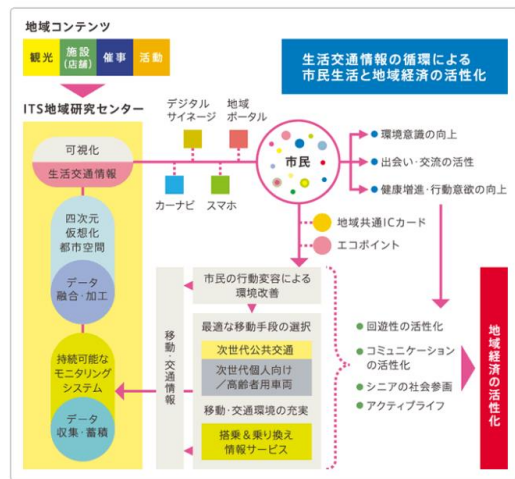 地域コンテンツ
観光
施設
(店舗)
催事
活動
生活交通情報の循環による
市民生活と地域経済の活性化
ITS地域研究センター
可視化
生活交通情報
四次元
仮想化
都市空間
データ
融合・加工
持続可能な
モニタリング
システム
データ
収集・蓄積
デジタル
サイネージ
地域
ポータル
カーナビ
スマホ
市民
環境意識の向上
出会い・交流の活性
健康増進・行動意欲の向上
地域共通ICカード
エコポイント
移動・交通情報
市民の行動変容による
環境改善
最適な移動手段の選択
次世代公共交通
次世代個人向け
/高齢者用車両
移動・交通環境の充実
搭乗&乗り換え
情報サービス
回遊性の活性化
コミュニケーション
の活性化
シニアの社会参画
アクティブライフ
地域経済の活性化